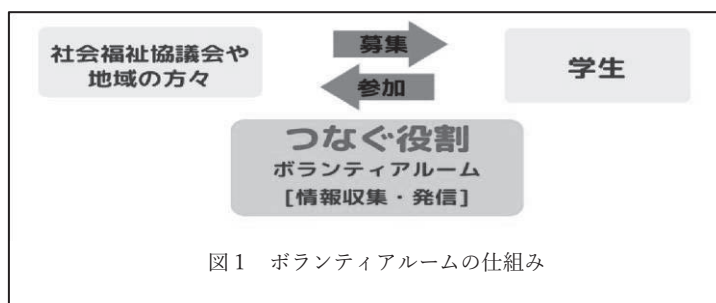 社会福祉協議会や
地域の方々
募集
参加
学生
つなぐ役割
ボランティアルーム
[情報収集・発信]
図1　ボランティアルームの仕組み